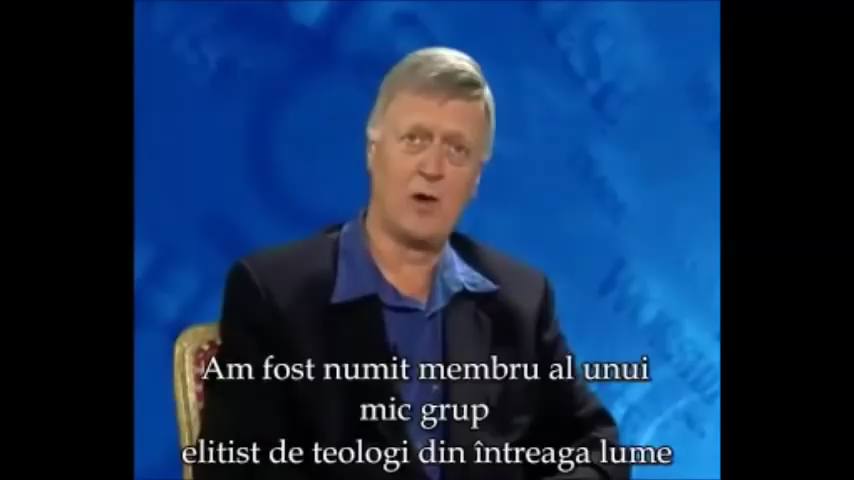 Am fost numit membru al unui
mic grup
elitist de teologi din întreaga lume